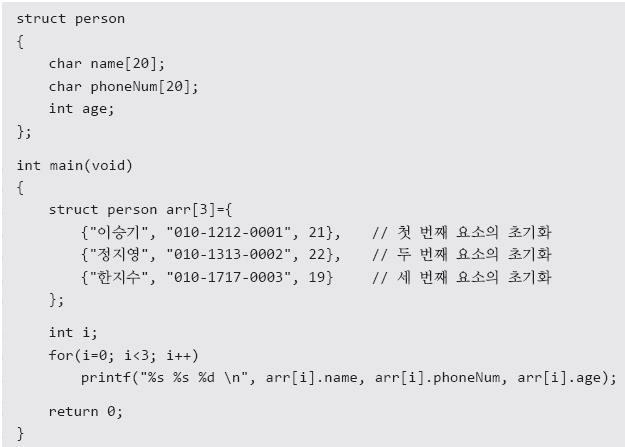 struct person
{
    char name[20];
    char phoneNum[20];
    int age;
};
int main(void)
{
    struct person arr[3]={
        {"이승기", "010-1212-0001", 21},    // 첫 번째 요소의 초기화
        {"정지영", "010-1313-0002", 22},    // 두 번째 요소의 초기화
        {"한지수", "010-1717-0003", 19}     // 세 번째 요소의 초기화
    };
    int i;
    for(i=0; i<3; i++)
        printf("%s %s %d \n", arr[i].name, arr[i].phoneNum, arr[i].age);
    return 0;
}